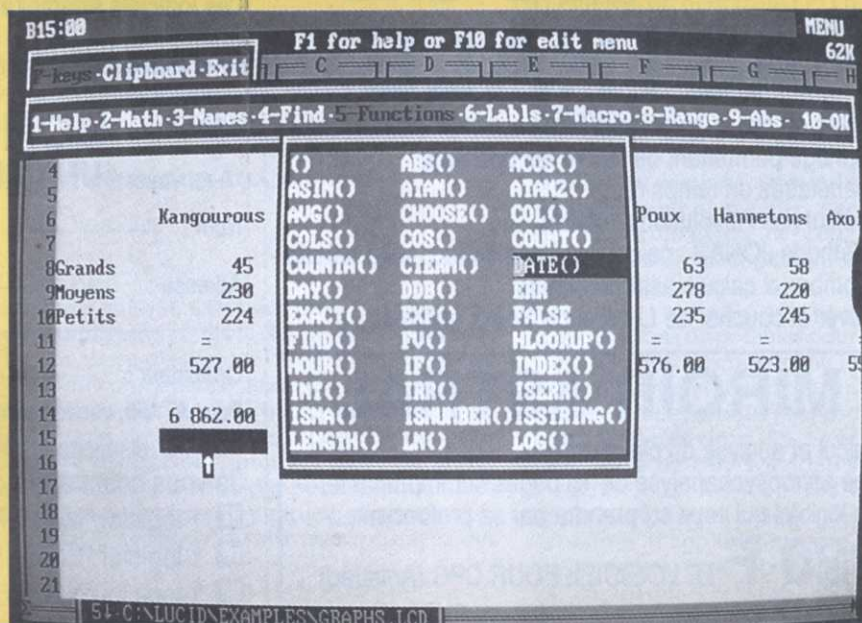 B15:00 MENU
F1 for help or F10 for edit menu 62K
F-keys·Clipboard·Exit C D E F G H
1-Help·2-Math·3-Names·4-Find·5-Functions·6-Labls·7-Macro·8-Range·9-Abs· 10-OK
4 () ABS() ACOS()
5 ASIN() ATAN() ATAN2()
6 Kangourous AVG() CHOOSE() COL() Poux Hannetons Axol
7 COLS() COS() COUNT()
8Grands 45 COUNTA() CTERM() DATE() 63 58
9Moyens 230 DAY() DDB() ERR 278 220
10Petits 224 EXACT() EXP() FALSE 235 245
11 = FIND() FV() HLOOKUP() = =
12 527.00 HOUR() IF() INDEX() 576.00 523.00 55
13 INT() IRR() ISERR()
14 6 862.00 ISNA() ISNUMBER()ISSTRING()
15 LENGTH() LN() LOG()
16
17
18
19
20
21
51-C:\LUCID\EXAMPLES\GRAPHS.LCD